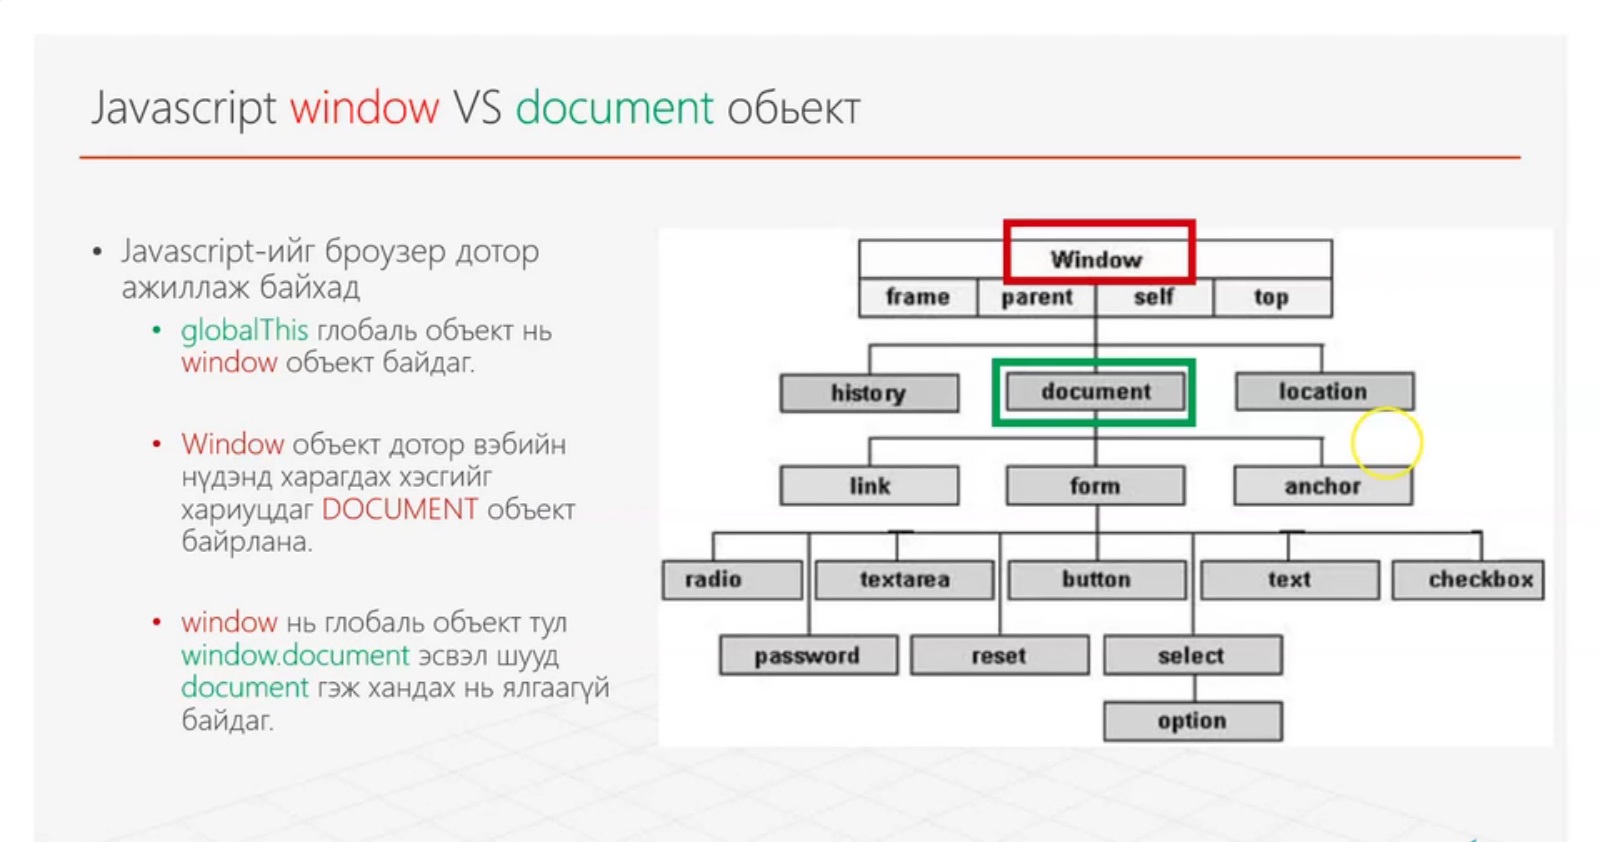 Javascript window VS document обьект
• Javascript-ийг броузер дотор
ажиллаж байхад
• globalThis глобаль объект нь
window объект байдаг.
• Window объект дотор вэбийн
нүдэнд харагдах хэсгийг
хариуцдаг DOCUMENT объект
байрлана.
• window нь глобаль объект тул
window.document эсвэл шууд
document гэж хандах нь ялгаагүй
байдаг.
Window
frame parent self top
history document location
link form anchor
radio textarea button text checkbox
password reset select
option